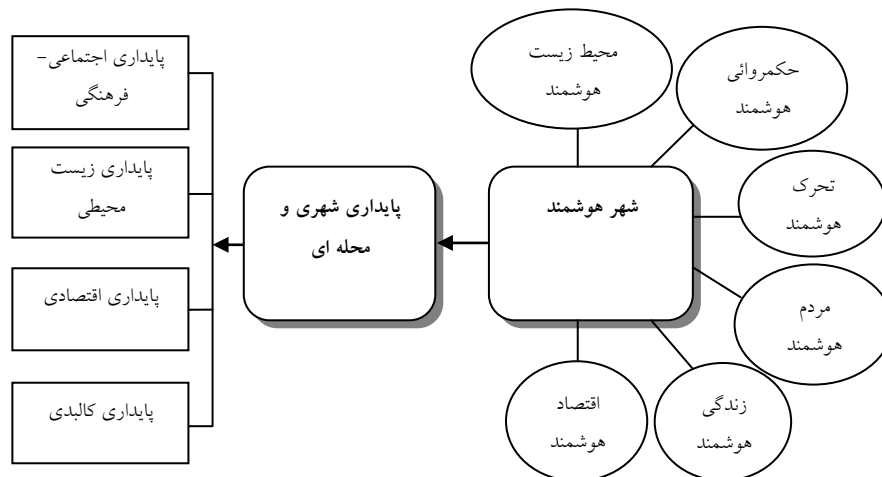 محیط زیست
هوشمند
حکمروائی
هوشمند
تحرک
هوشمند
مردم
هوشمند
زندگی
هوشمند
اقتصاد
هوشمند
شهر هوشمند
پایداری شهری و
محله ای
پایداری اجتماعی-
فرهنگی
پایداری زیست
محیطی
پایداری اقتصادی
پایداری کالبدی